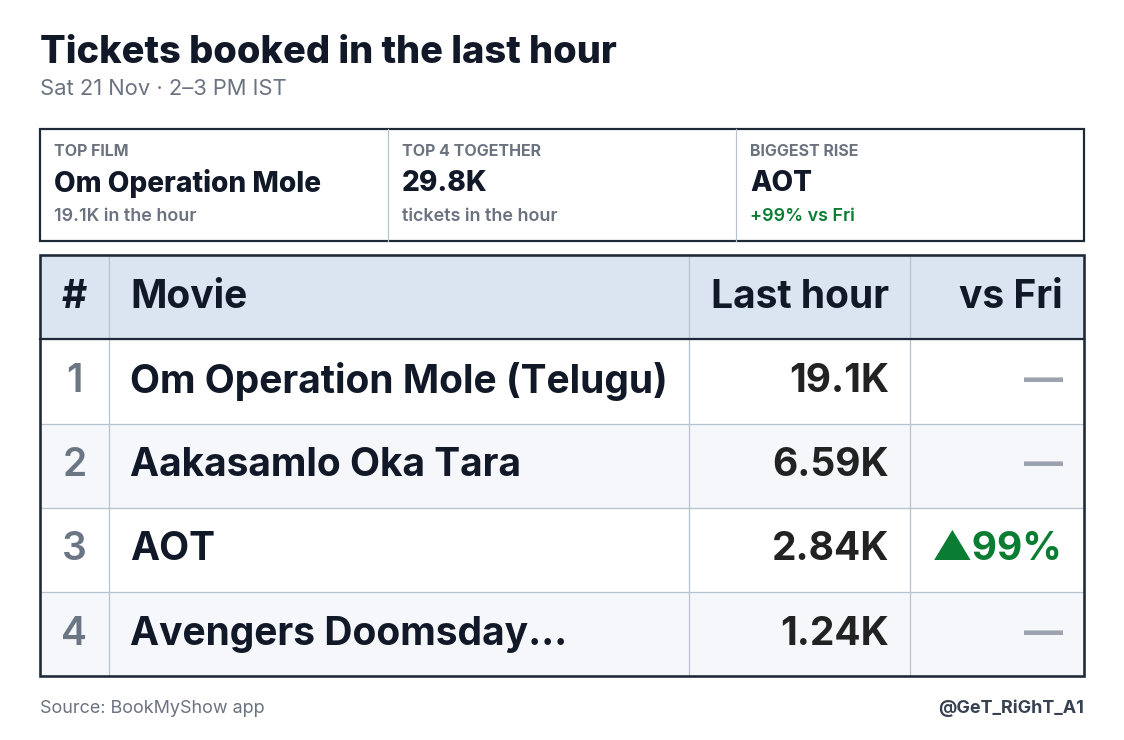 Tickets booked in the last hour
Sat 21 Nov · 2–3 PM IST
TOP FILM
Om Operation Mole
19.1K in the hour
TOP 4 TOGETHER
29.8K
tickets in the hour
BIGGEST RISE
AOT
+99% vs Fri
# Movie Last hour vs Fri
1 Om Operation Mole (Telugu) 19.1K —
2 Aakasamlo Oka Tara 6.59K —
3 AOT 2.84K ▲99%
4 Avengers Doomsday... 1.24K —
Source: BookMyShow app
@GeT_RiGhT_A1